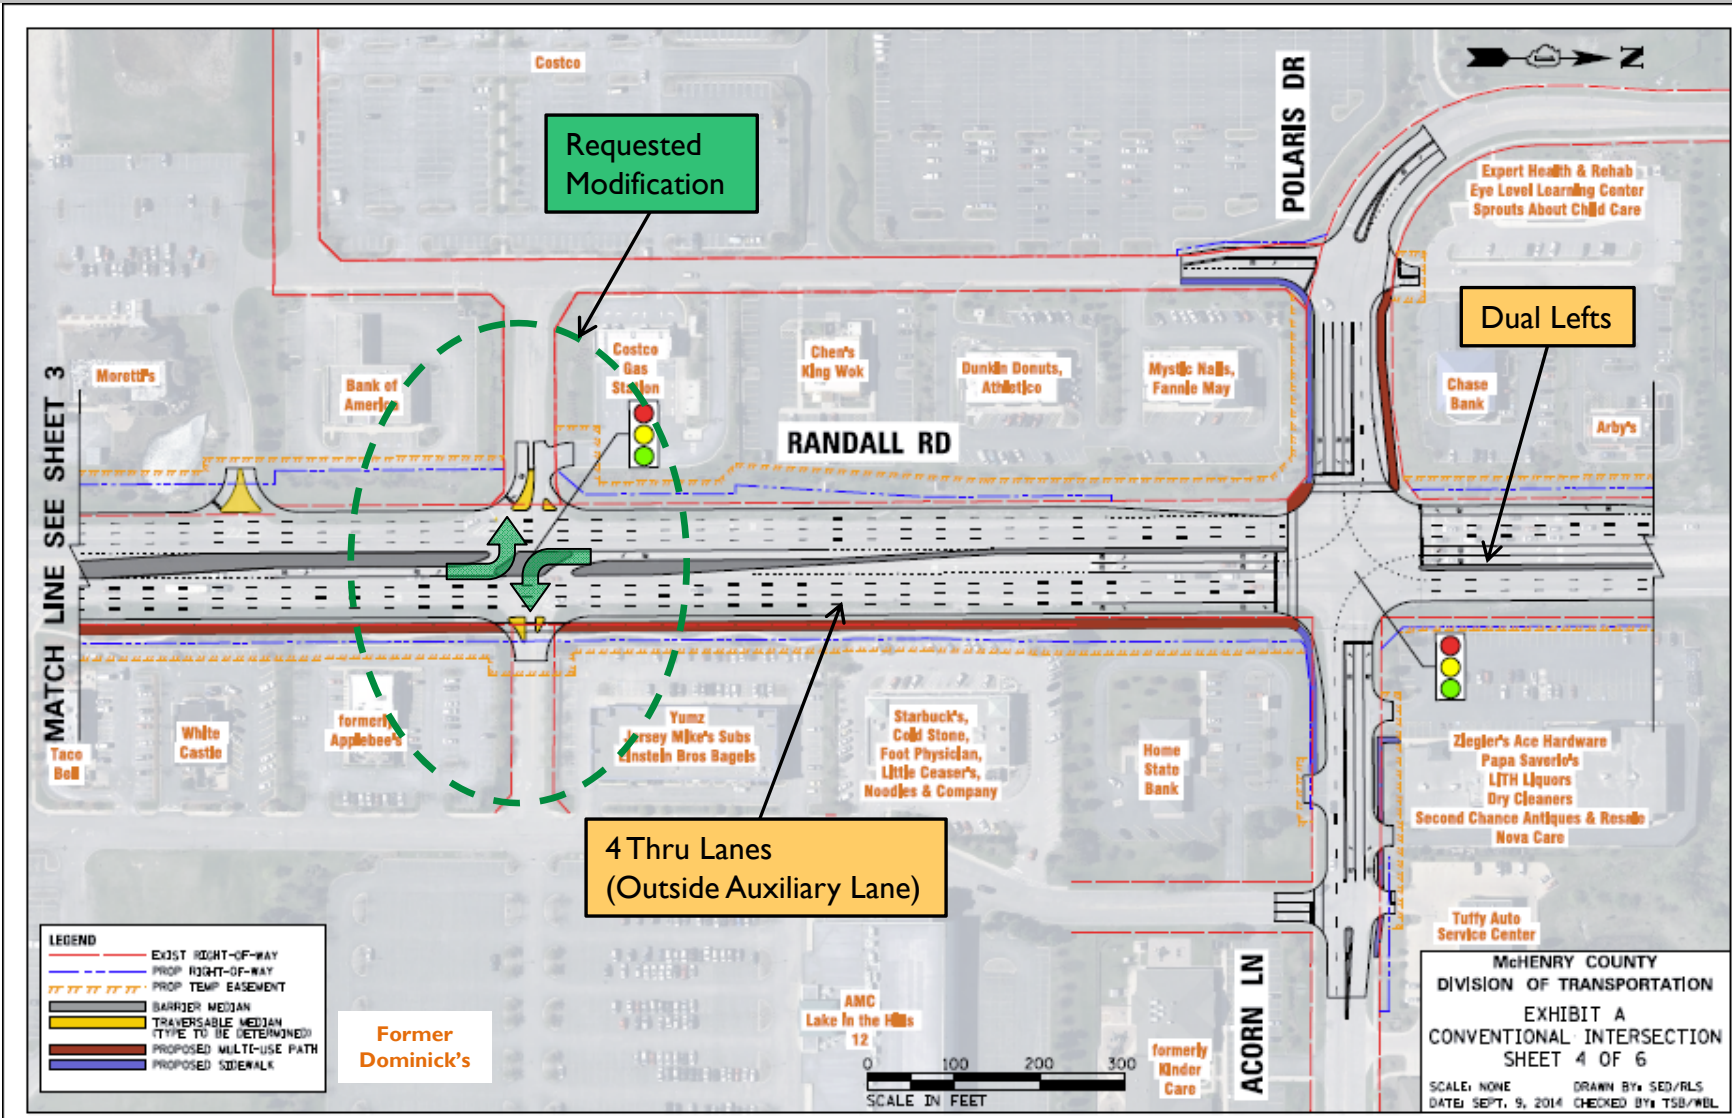 Costco
Requested
Modification
POLARIS DR
N
Expert Health & Rehab
Eye Level Learning Center
Sprouts About Child Care
Dual Lefts
MATCH LINE SEE SHEET 3
Moretti's
Bank of
America
Costco
Gas
Station
Chen's
King Wok
Dunkin Donuts,
Athletico
Mystic Nails,
Fannie May
Chase
Bank
Arby's
RANDALL RD
Taco
Bell
White
Castle
formerly
Applebee's
Yumz
Jersey Mike's Subs
Einstein Bros Bagels
Starbuck's,
Cold Stone,
Foot Physician,
Little Ceaser's,
Noodles & Company
Home
State
Bank
Ziegler's Ace Hardware
Papa Saverio's
LITH Liquors
Dry Cleaners
Second Chance Antiques & Resale
Nova Care
4 Thru Lanes
(Outside Auxiliary Lane)
Tuffy Auto
Service Center
LEGEND
EXIST RIGHT-OF-WAY
PROP RIGHT-OF-WAY
PROP TEMP EASEMENT
BARRIER MEDIAN
TRAVERSABLE MEDIAN
(TYPE TO BE DETERMINED)
PROPOSED MULTI-USE PATH
PROPOSED SIDEWALK
Former
Dominick's
AMC
Lake in the Hills
12
formerly
Kinder
Care
ACORN LN
0 100 200 300
SCALE IN FEET
McHENRY COUNTY
DIVISION OF TRANSPORTATION
EXHIBIT A
CONVENTIONAL INTERSECTION
SHEET 4 OF 6
SCALE: NONE DRAWN BY: SED/RLS
DATE: SEPT. 9, 2014 CHECKED BY: TSB/WBL